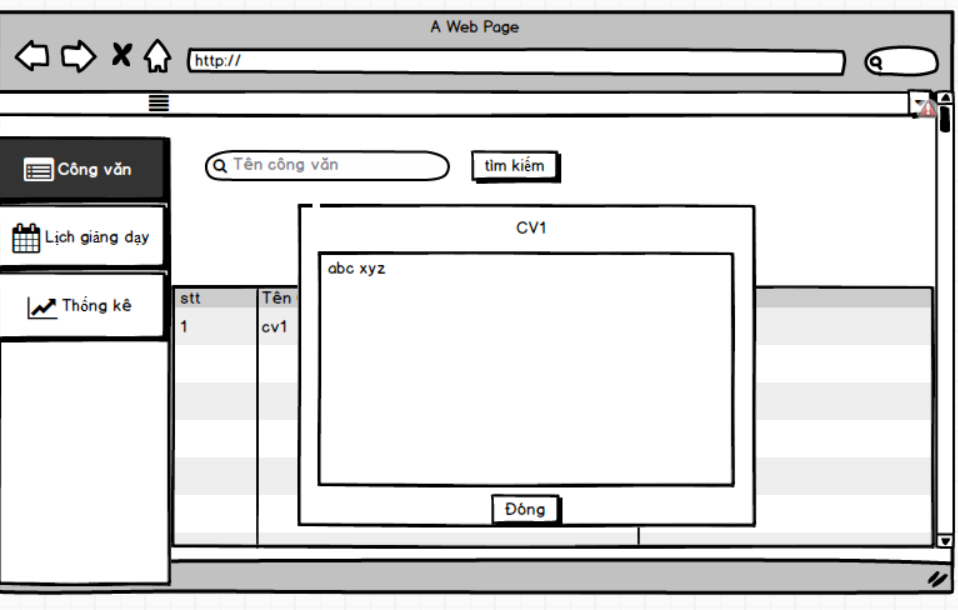 A Web Page
http://
Công văn
Tên công văn
tìm kiếm
Lịch giảng dạy
CV1
abc xyz
Thống kê
stt
Tên
1
cv1
Đóng